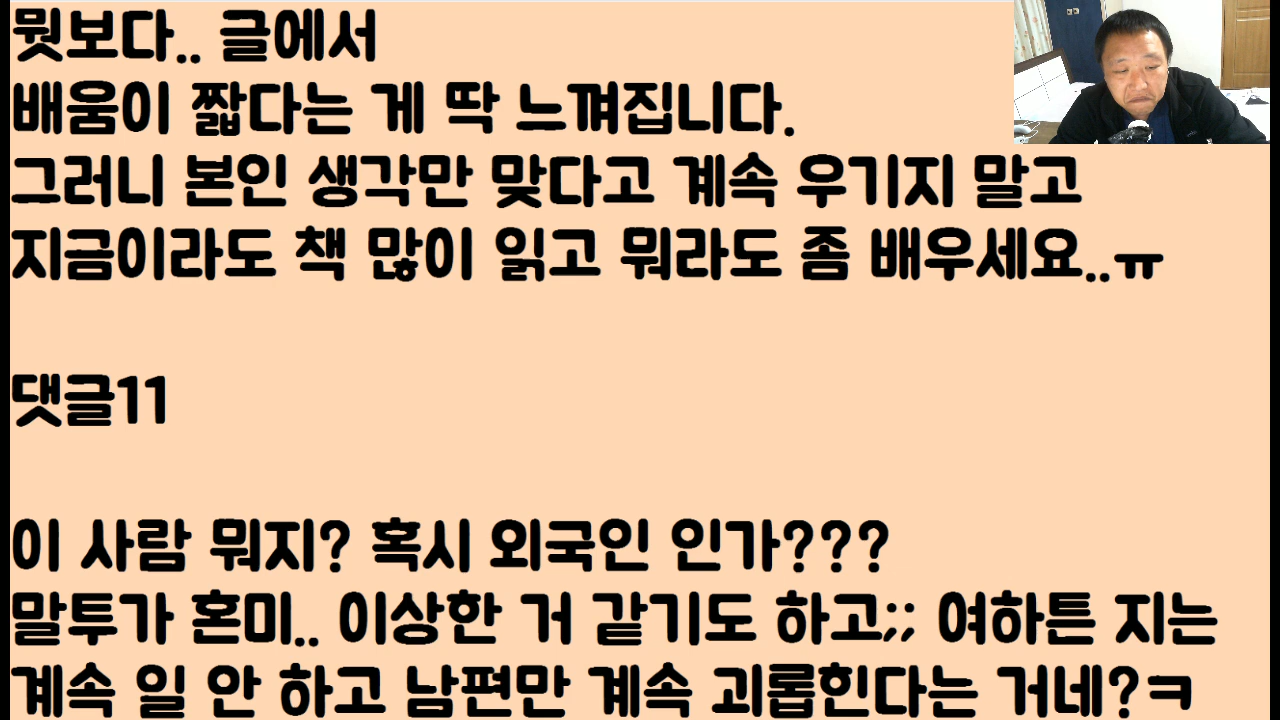 뭣보다.. 글에서
배움이 짧다는 게 딱 느껴집니다.
그러니 본인 생각만 맞다고 계속 우기지 말고
지금이라도 책 많이 읽고 뭐라도 좀 배우세요..ㅠ
댓글11
이 사람 뭐지? 혹시 외국인 인가???
말투가 혼미.. 이상한 거 같기도 하고;; 여하튼 지는
계속 일 안 하고 남편만 계속 괴롭힌다는 거네?ㅋ